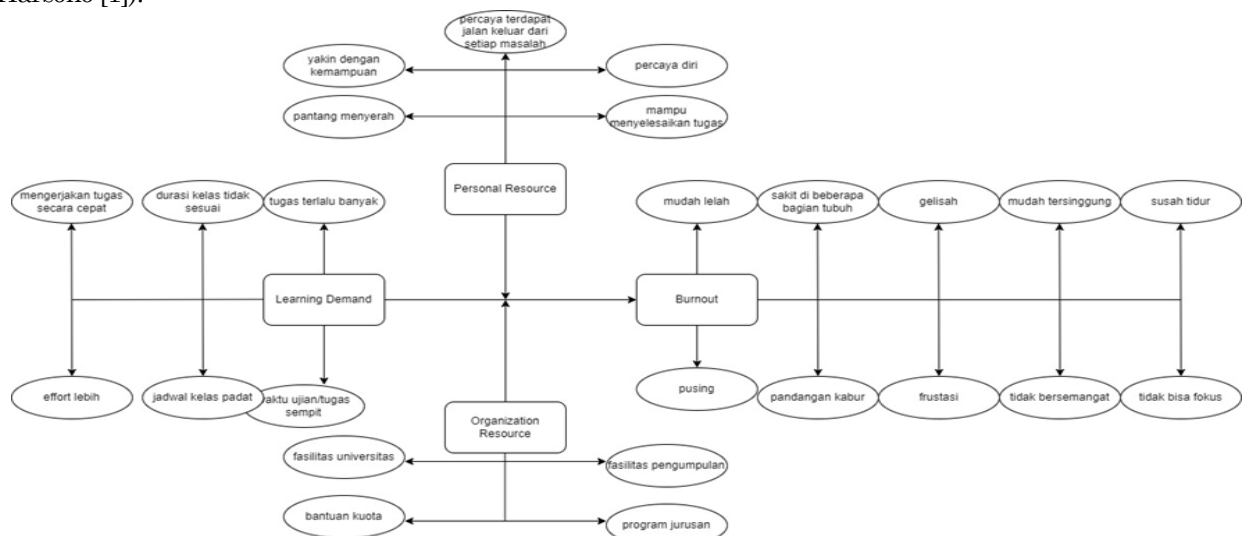 Harsono [1]).
percaya terdapat
jalan keluar dari
setiap masalah
yakin dengan
kemampuan
percaya diri
pantang menyerah
mampu
menyelesaikan tugas
Personal Resource
mengerjakan tugas
secara cepat
durasi kelas tidak
sesuai
tugas terlalu banyak
mudah lelah
sakit di beberapa
bagian tubuh
gelisah
mudah tersinggung
susah tidur
Learning Demand
Burnout
effort lebih
jadwal kelas padat
aktu ujian/tugas
sempit
pusing
pandangan kabur
frustasi
tidak bersemangat
tidak bisa fokus
Organization
Resource
fasilitas universitas
fasilitas pengumpulan
bantuan kuota
program jurusan